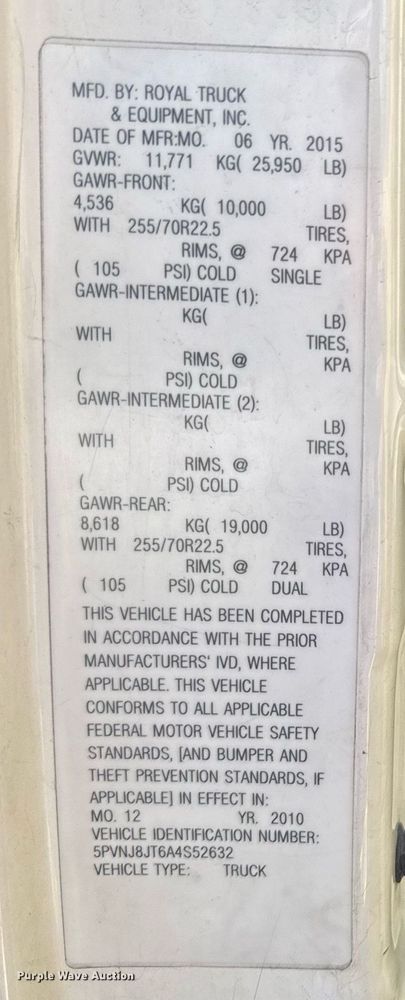 MFD. BY: ROYAL TRUCK
& EQUIPMENT, INC.
DATE OF MFR:MO. 06 YR. 2015
GVWR: 11,771 KG( 25,950 LB)
GAWR-FRONT:
4,536 KG( 10,000 LB)
WITH 255/70R22.5 TIRES,
RIMS, @ 724 KPA
( 105 PSI) COLD SINGLE
GAWR-INTERMEDIATE (1):
KG( LB)
WITH TIRES,
RIMS, @ KPA
( PSI) COLD
GAWR-INTERMEDIATE (2):
KG( LB)
WITH TIRES,
RIMS, @ KPA
( PSI) COLD
GAWR-REAR:
8,618 KG( 19,000 LB)
WITH 255/70R22.5 TIRES,
RIMS, @ 724 KPA
( 105 PSI) COLD DUAL
THIS VEHICLE HAS BEEN COMPLETED
IN ACCORDANCE WITH THE PRIOR
MANUFACTURERS' IVD, WHERE
APPLICABLE. THIS VEHICLE
CONFORMS TO ALL APPLICABLE
FEDERAL MOTOR VEHICLE SAFETY
STANDARDS, [AND BUMPER AND
THEFT PREVENTION STANDARDS, IF
APPLICABLE] IN EFFECT IN:
MO. 12 YR. 2010
VEHICLE IDENTIFICATION NUMBER:
5PVNJ8JT6A4S52632
VEHICLE TYPE: TRUCK
Purple Wave Auction